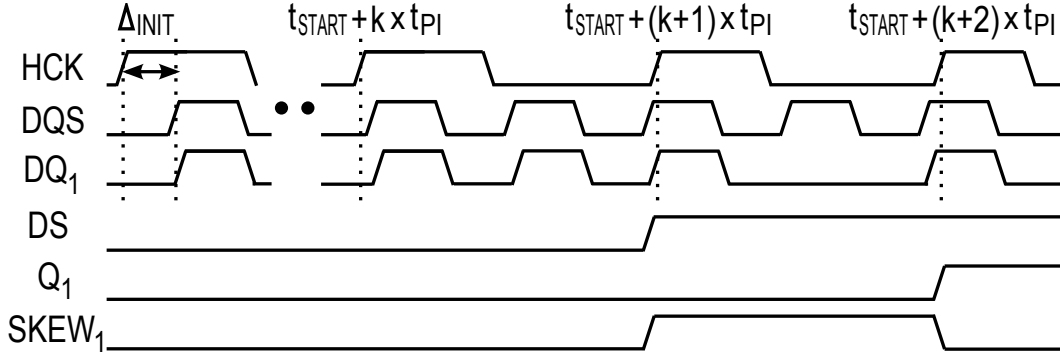 ΔINIT tSTART + k x tPI tSTART + (k+1) x tPI tSTART + (k+2) x tPI
HCK
DQS
DQ1
DS
Q1
SKEW1